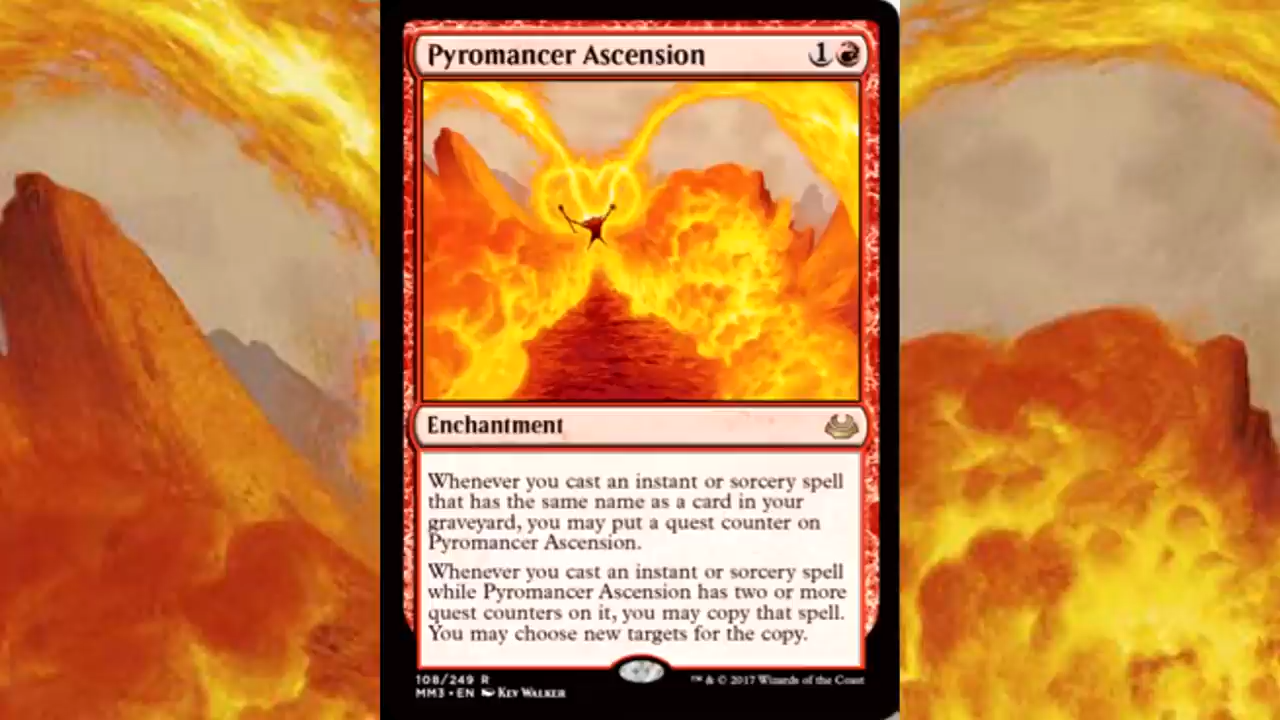 Pyromancer Ascension 1
Enchantment
Whenever you cast an instant or sorcery spell
that has the same name as a card in your
graveyard, you may put a quest counter on
Pyromancer Ascension.
Whenever you cast an instant or sorcery spell
while Pyromancer Ascension has two or more
quest counters on it, you may copy that spell.
You may choose new targets for the copy.
108/249 R
MM3 • EN Kev Walker
™ & © 2017 Wizards of the Coast